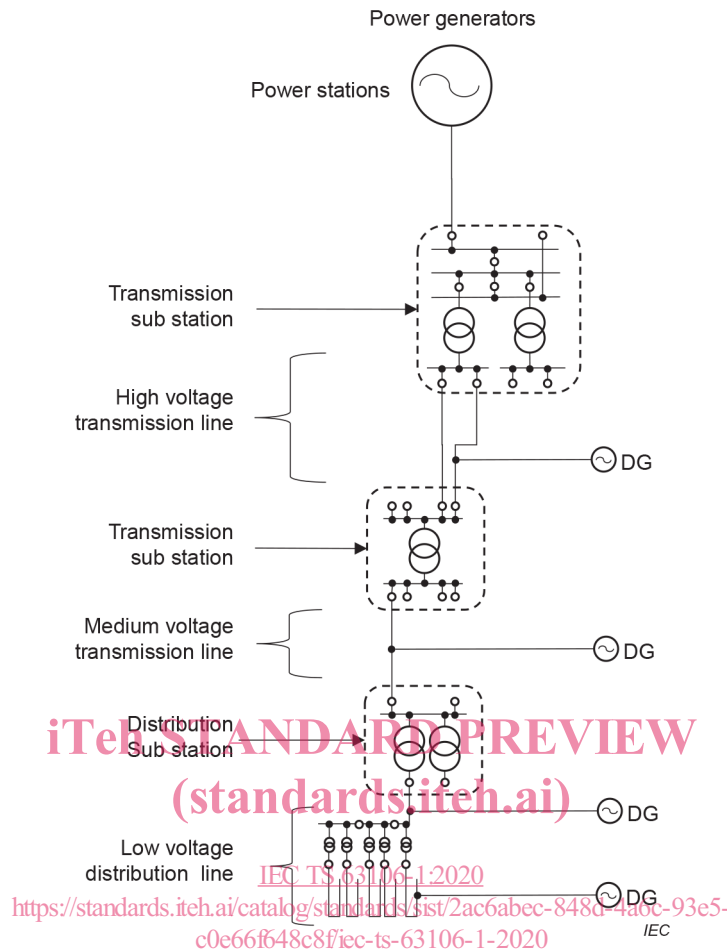 Power generators
Power stations
Transmission
sub station
High voltage
transmission line
DG
Transmission
sub station
Medium voltage
transmission line
DG
Distribution
Sub station
iTeh STANDARD PREVIEW
(standards.iteh.ai)
DG
Low voltage
distribution line
IEC TS 63106-1:2020
DG
https://standards.iteh.ai/catalog/standards/sist/2ac6abec-848d-4a6c-93e5-
c0e66f648c8f/iec-ts-63106-1-2020
IEC